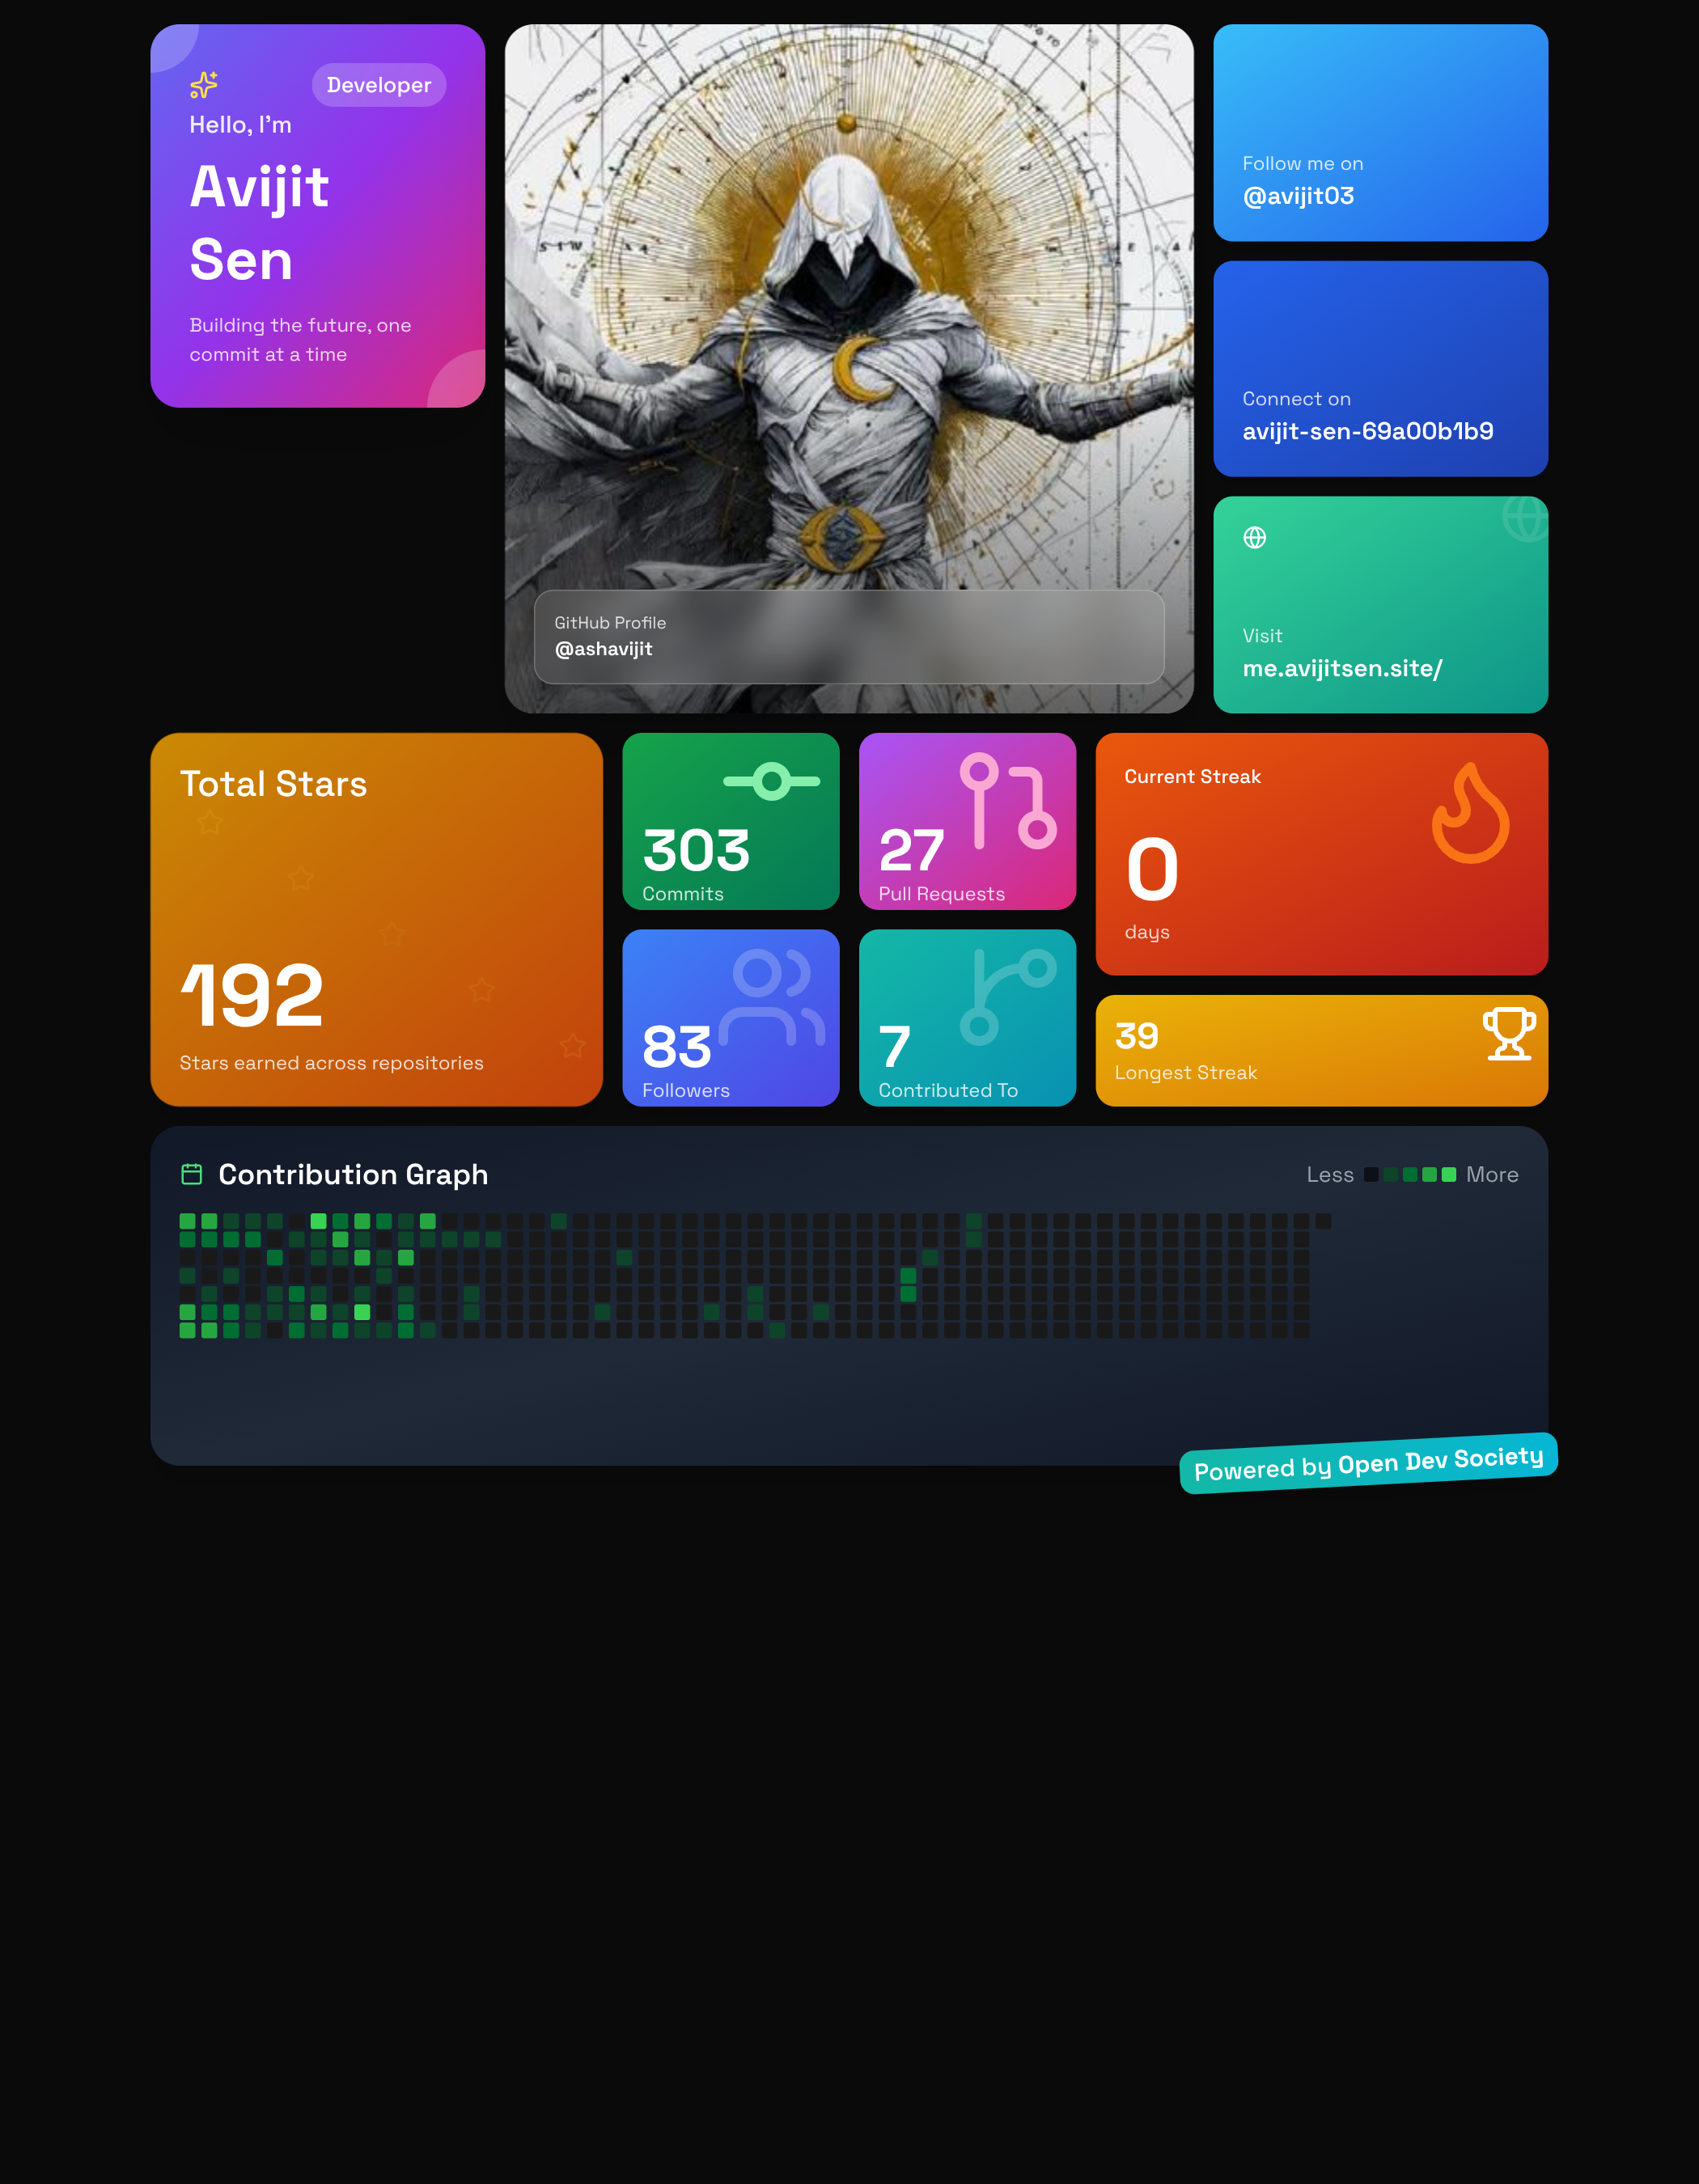 Developer
Hello, I'm
Avijit
Sen
Building the future, one
commit at a time
GitHub Profile
@ashavijit
Follow me on
@avijit03
Connect on
avijit-sen-69a00b1b9
Visit
me.avijitsen.site/
Total Stars
192
Stars earned across repositories
303
Commits
27
Pull Requests
83
Followers
7
Contributed To
Current Streak
0
days
39
Longest Streak
Contribution Graph
Less
More
Powered by Open Dev Society